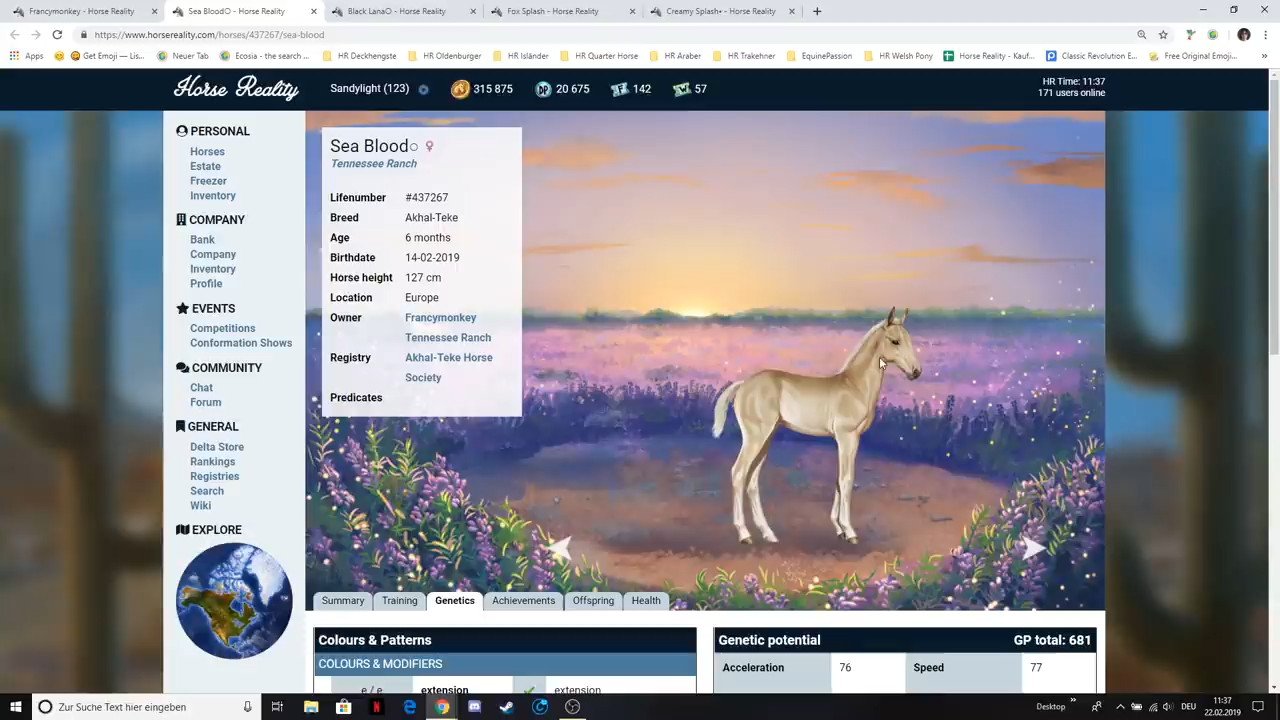 Francymonkey - Horse Reality
Sea Blood○ - Horse Reality
Black Lana○ - Horse Reality
Fox Splash - Horse Reality
Creamy Splash• - Horse Reality
https://www.horsereality.com/horses/437267/sea-blood
Apps
Get Emoji — Lis...
Neuer Tab
Ecosia - the search ...
HR Deckhengste
HR Oldenburger
HR Isländer
HR Quarter Horse
HR Araber
HR Trakehner
EquinePassion
HR Welsh Pony
Horse Reality - Kauf...
Classic Revolution E...
Free Original Emoji...
Horse Reality
Sandylight (123)
315 875
DP 20 675
142
57
HR Time: 11:37
171 users online
PERSONAL
Horses
Estate
Freezer
Inventory
COMPANY
Bank
Company
Inventory
Profile
EVENTS
Competitions
Conformation Shows
COMMUNITY
Chat
Forum
GENERAL
Delta Store
Rankings
Registries
Search
Wiki
EXPLORE
Sea Blood○ ♀
Tennessee Ranch
Lifenumber #437267
Breed Akhal-Teke
Age 6 months
Birthdate 14-02-2019
Horse height 127 cm
Location Europe
Owner Francymonkey
Tennessee Ranch
Registry Akhal-Teke Horse
Society
Predicates
Summary
Training
Genetics
Achievements
Offspring
Health
Colours & Patterns
COLOURS & MODIFIERS
e / e extension extension
Genetic potential GP total: 681
Acceleration 76 Speed 77
Zur Suche Text hier eingeben
Desktop
DEU
11:37
22.02.2019